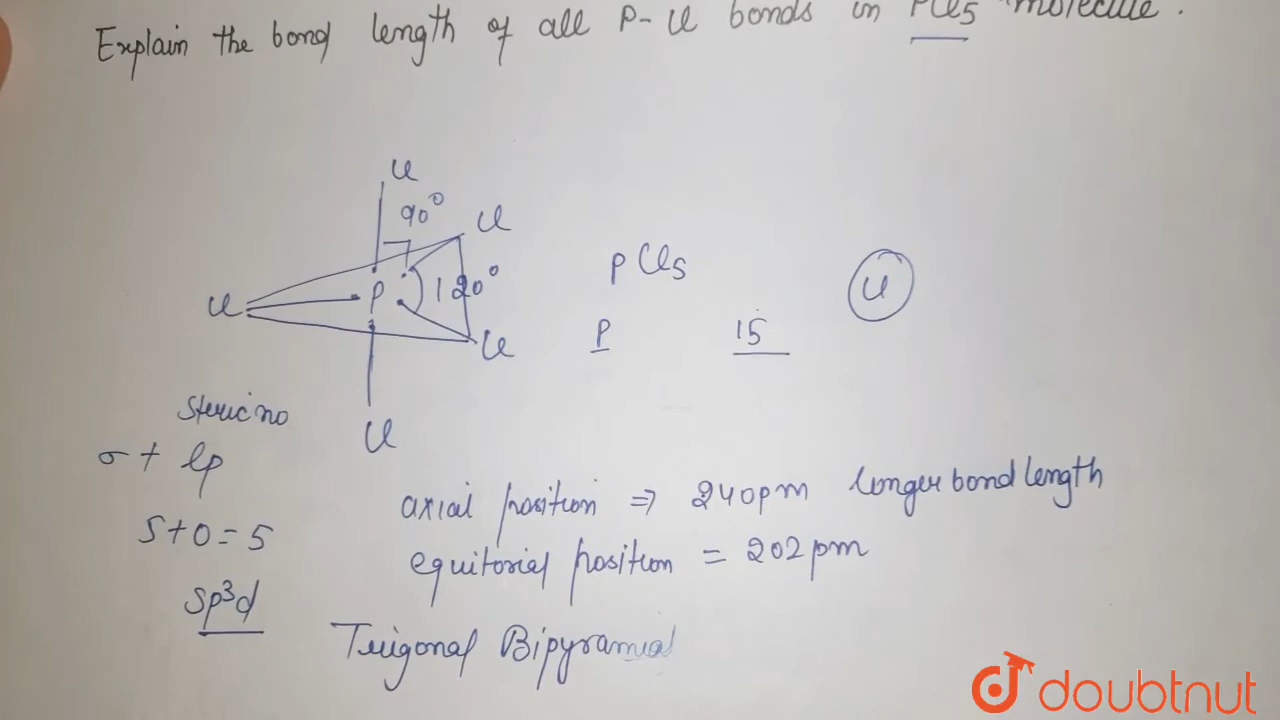 Explain the bond length of all P-Cl bonds in PCl5 molecule.
Cl
90°
Cl
Cl
P
120°
Cl
Cl
PCl5
Cl
P 15
Steric no
σ + lp
5+0=5
sp³d
axial position ⇒ 240pm longer bond length
equitorial position = 202pm
Trigonal Bipyramial
doubtnut